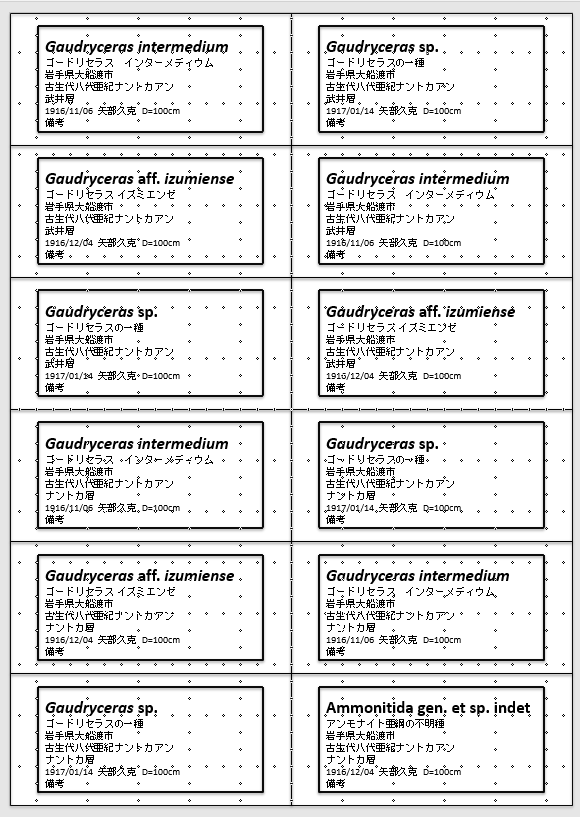 Gaudryceras intermedium
ゴードリセラス　インターメディウム
岩手県大船渡市
古生代八代亜紀ナントカアン
武井層
1916/11/06 矢部久克 D=100cm
備考
Gaudryceras sp.
ゴードリセラスの一種
岩手県大船渡市
古生代八代亜紀ナントカアン
武井層
1917/01/14 矢部久克 D=100cm
備考
Gaudryceras aff. izumiense
ゴードリセラス イズミエンゼ
岩手県大船渡市
古生代八代亜紀ナントカアン
武井層
1916/12/04 矢部久克 D=100cm
備考
Gaudryceras intermedium
ゴードリセラス　インターメディウム
岩手県大船渡市
古生代八代亜紀ナントカアン
武井層
1916/11/06 矢部久克 D=100cm
備考
Gaudryceras sp.
ゴードリセラスの一種
岩手県大船渡市
古生代八代亜紀ナントカアン
武井層
1917/01/14 矢部久克 D=100cm
備考
Gaudryceras aff. izumiense
ゴードリセラス イズミエンゼ
岩手県大船渡市
古生代八代亜紀ナントカアン
武井層
1916/12/04 矢部久克 D=100cm
備考
Gaudryceras intermedium
ゴードリセラス　インターメディウム
岩手県大船渡市
古生代八代亜紀ナントカアン
ナントカ層
1916/11/06 矢部久克 D=100cm
備考
Gaudryceras sp.
ゴードリセラスの一種
岩手県大船渡市
古生代八代亜紀ナントカアン
ナントカ層
1917/01/14 矢部久克 D=100cm
備考
Gaudryceras aff. izumiense
ゴードリセラス イズミエンゼ
岩手県大船渡市
古生代八代亜紀ナントカアン
ナントカ層
1916/12/04 矢部久克 D=100cm
備考
Gaudryceras intermedium
ゴードリセラス　インターメディウム
岩手県大船渡市
古生代八代亜紀ナントカアン
ナントカ層
1916/11/06 矢部久克 D=100cm
備考
Gaudryceras sp.
ゴードリセラスの一種
岩手県大船渡市
古生代八代亜紀ナントカアン
ナントカ層
1917/01/14 矢部久克 D=100cm
備考
Ammonitida gen. et sp. indet
アンモナイト亜綱の不明種
岩手県大船渡市
古生代八代亜紀ナントカアン
ナントカ層
1916/12/04 矢部久克 D=100cm
備考